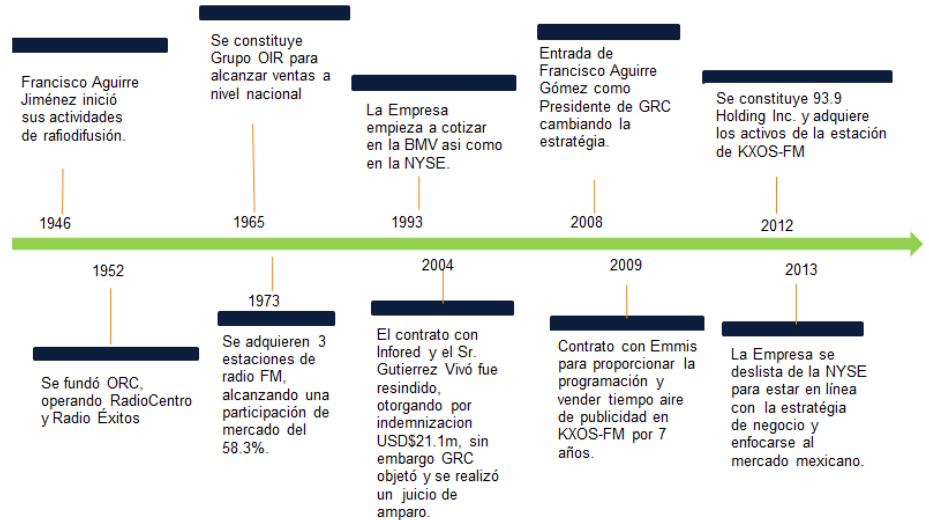 Francisco Aguirre
Jiménez inició
sus actividades
de rafiodifusión.
1946
1952
Se fundó ORC,
operando RadioCentro
y Radio Éxitos
Se constituye
Grupo OIR para
alcanzar ventas a
nivel nacional
1965
1973
Se adquieren 3
estaciones de
radio FM,
alcanzando una
participación de
mercado del
58.3%.
La Empresa
empieza a cotizar
en la BMV asi como
en la NYSE.
1993
2004
El contrato con
Infored y el Sr.
Gutierrez Vivó fue
resindido,
otorgando por
indemnizacion
USD$21.1m, sin
embargo GRC
objetó y se realizó
un juicio de
amparo.
Entrada de
Francisco Aguirre
Gómez como
Presidente de GRC
cambiando la
estratégia.
2008
2009
Contrato con Emmis
para proporcionar la
programación y
vender tiempo aire
de publicidad en
KXOS-FM por 7
años.
Se constituye 93.9
Holding Inc. y adquiere
los activos de la estación
de KXOS-FM
2012
2013
La Empresa se
deslista de la NYSE
para estar en línea
con la estratégia
de negocio y
enfocarse al
mercado mexicano.